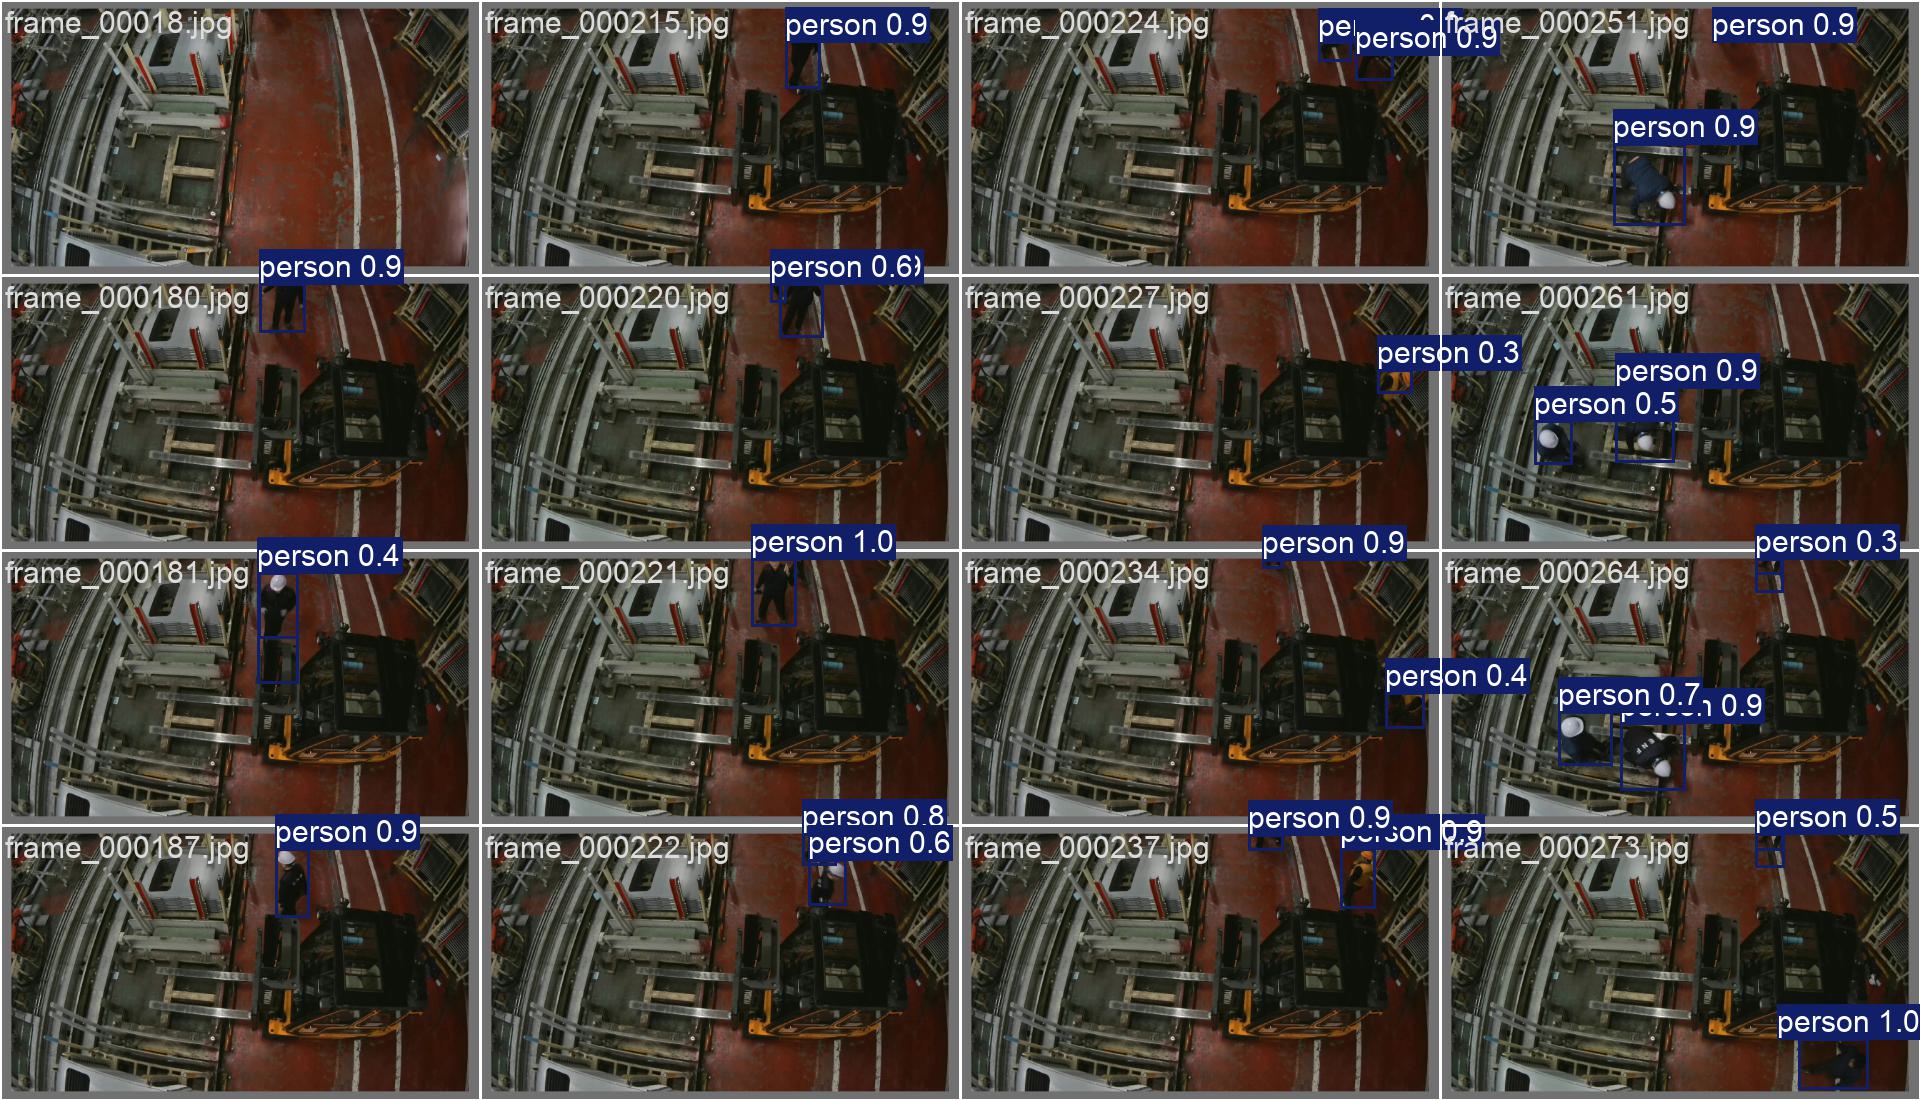 frame_00018.jpg
frame_000215.jpg
person 0.9
frame_000224.jpg
person 0.9
frame_000251.jpg
person 0.9
person 0.9
frame_000180.jpg
person 0.9
frame_000220.jpg
person 0.6
frame_000227.jpg
person 0.3
frame_000261.jpg
person 0.9
person 0.5
frame_000181.jpg
person 0.4
frame_000221.jpg
person 1.0
frame_000234.jpg
person 0.9
person 0.4
frame_000264.jpg
person 0.3
person 0.7
person 0.9
frame_000187.jpg
person 0.9
frame_000222.jpg
person 0.8
person 0.6
frame_000237.jpg
person 0.9
person 0.9
frame_000273.jpg
person 0.5
person 1.0